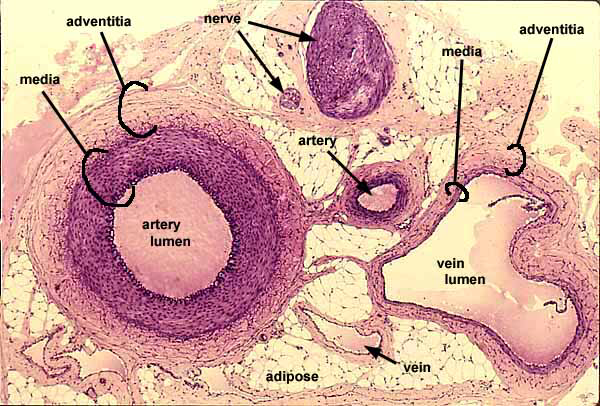 adventitia
nerve
adventitia
media
media
artery
artery
lumen
vein
lumen
vein
adipose